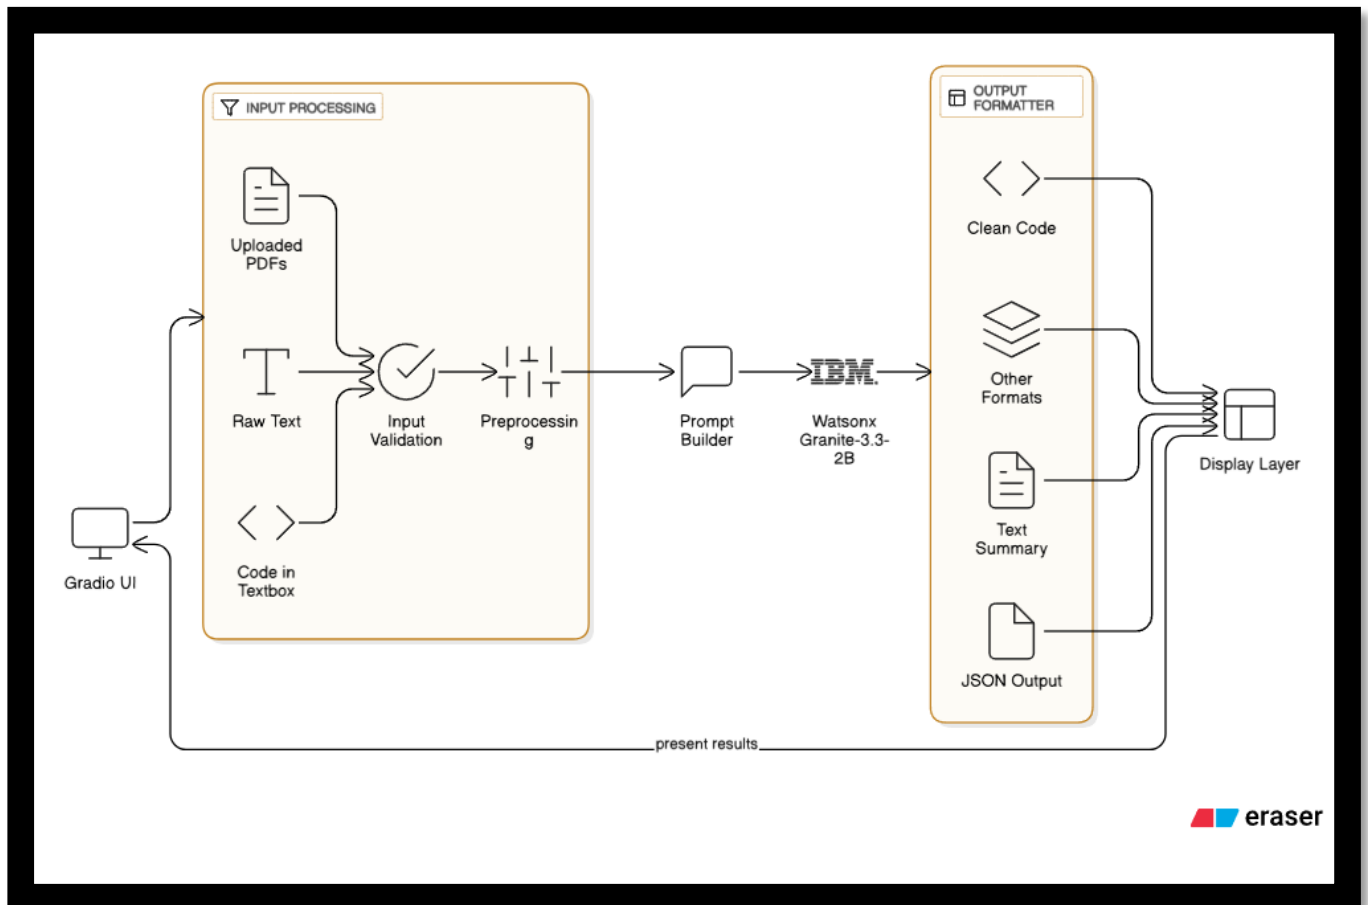 INPUT PROCESSING
Uploaded
PDFs
Raw Text
Code in
Textbox
Input
Validation
Preprocessin
g
Gradio UI
Prompt
Builder
IBM.
Watsonx
Granite-3.3-
2B
OUTPUT
FORMATTER
Clean Code
Other
Formats
Text
Summary
JSON Output
Display Layer
present results
eraser